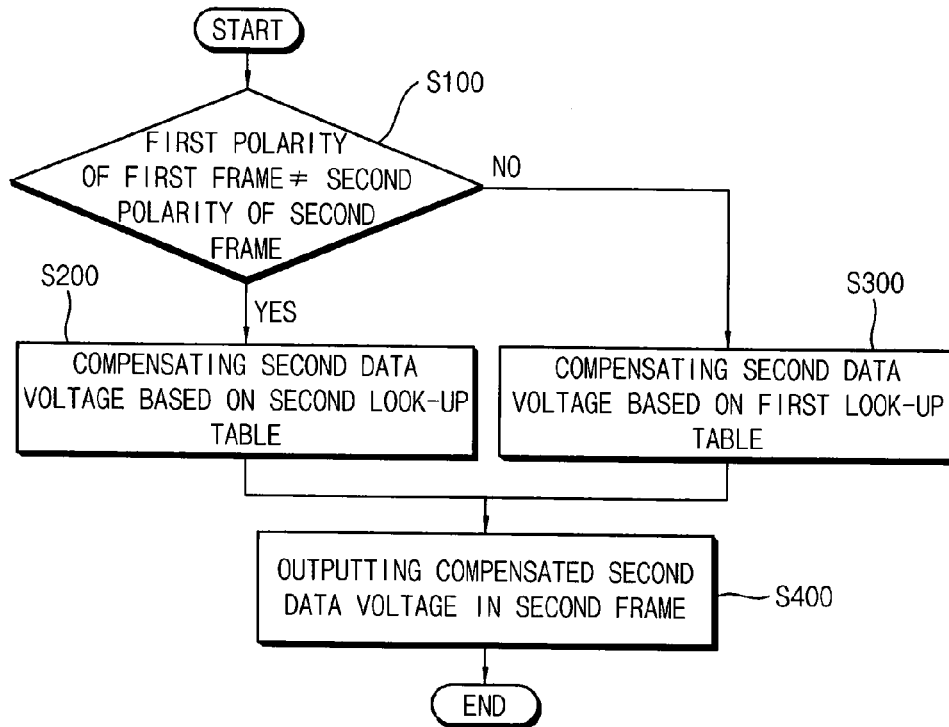 START
S100
FIRST POLARITY
OF FIRST FRAME ≠ SECOND
POLARITY OF SECOND
FRAME
NO
S200
YES
S300
COMPENSATING SECOND DATA
VOLTAGE BASED ON SECOND LOOK-UP
TABLE
COMPENSATING SECOND DATA
VOLTAGE BASED ON FIRST LOOK-UP
TABLE
OUTPUTTING COMPENSATED SECOND
DATA VOLTAGE IN SECOND FRAME
S400
END